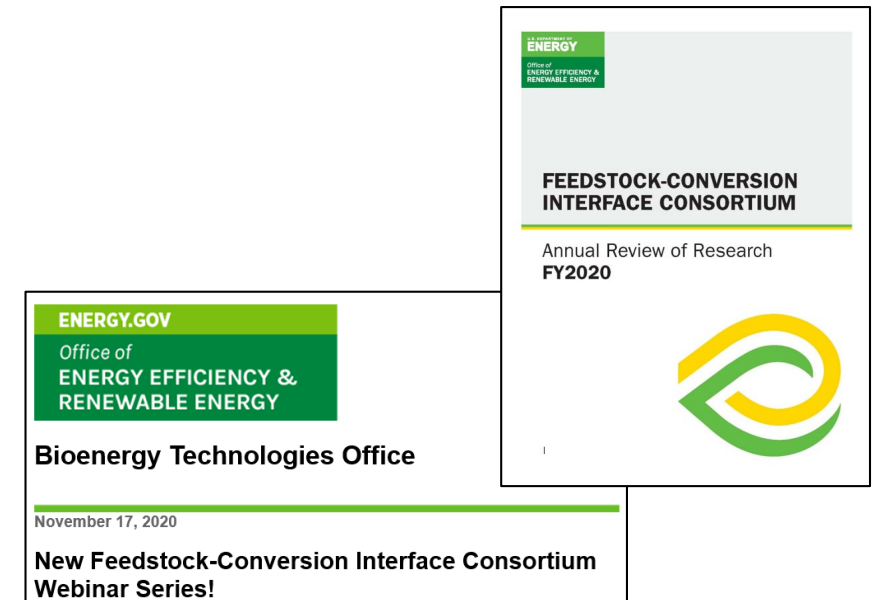 U.S. DEPARTMENT OF
ENERGY
Office of
ENERGY EFFICIENCY &
RENEWABLE ENERGY
FEEDSTOCK-CONVERSION
INTERFACE CONSORTIUM
Annual Review of Research
FY2020
ENERGY.GOV
Office of
ENERGY EFFICIENCY &
RENEWABLE ENERGY
Bioenergy Technologies Office
November 17, 2020
New Feedstock-Conversion Interface Consortium
Webinar Series!